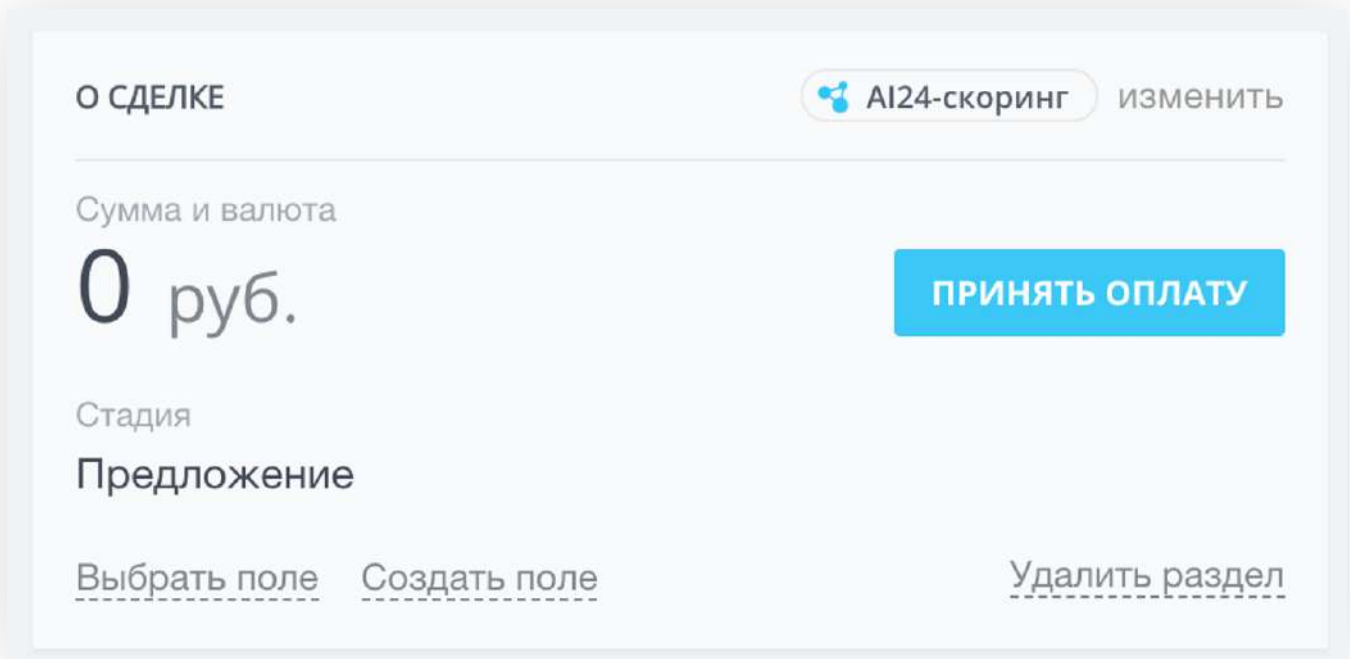 О СДЕЛКЕ AI24-скоринг изменить
Сумма и валюта
0 руб. ПРИНЯТЬ ОПЛАТУ
Стадия
Предложение
Выбрать поле Создать поле Удалить раздел